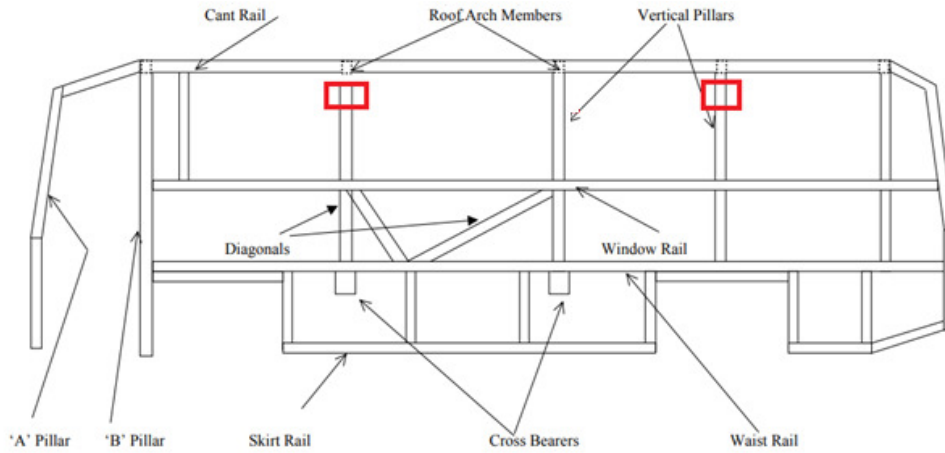 Cant Rail
Roof Arch Members
Vertical Pillars
Diagonals
Window Rail
‘A’ Pillar
‘B’ Pillar
Skirt Rail
Cross Bearers
Waist Rail